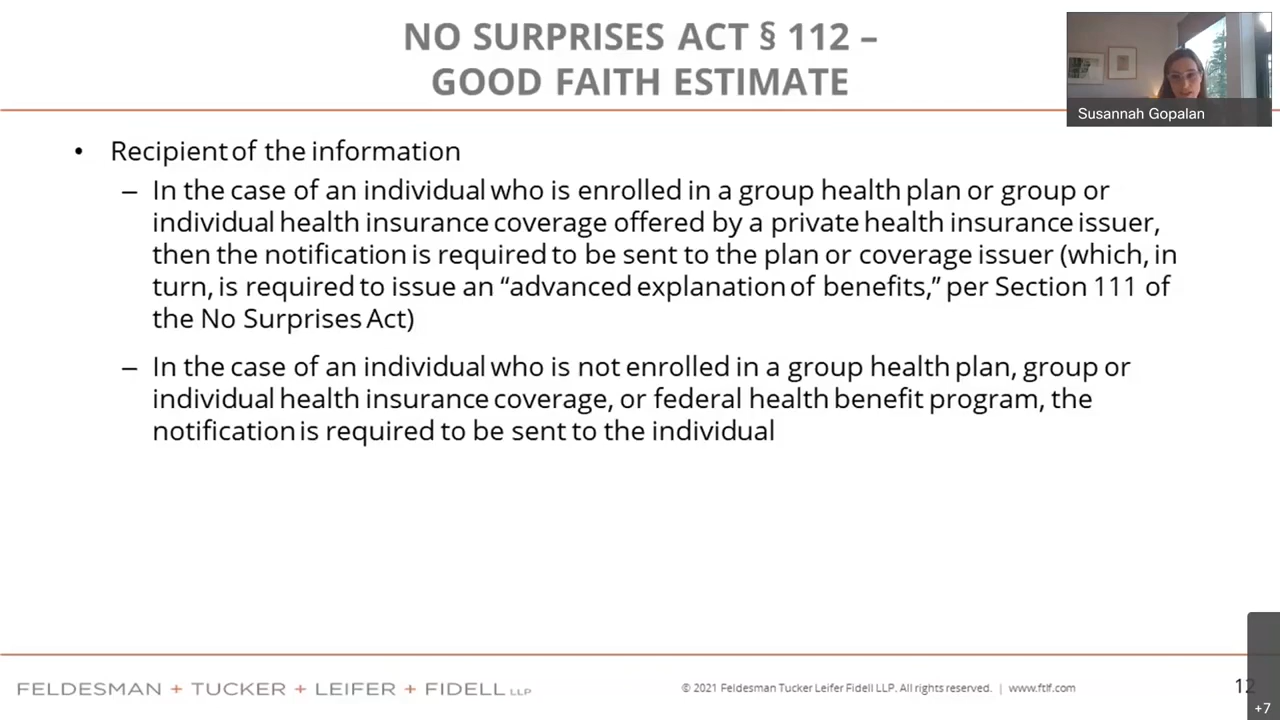 NO SURPRISES ACT § 112 –
GOOD FAITH ESTIMATE
Susannah Gopalan
• Recipient of the information
– In the case of an individual who is enrolled in a group health plan or group or
individual health insurance coverage offered by a private health insurance issuer,
then the notification is required to be sent to the plan or coverage issuer (which, in
turn, is required to issue an “advanced explanation of benefits,” per Section 111 of
the No Surprises Act)
– In the case of an individual who is not enrolled in a group health plan, group or
individual health insurance coverage, or federal health benefit program, the
notification is required to be sent to the individual
FELDESMAN + TUCKER + LEIFER + FIDELL LLP
© 2021 Feldesman Tucker Leifer Fidell LLP. All rights reserved. | www.ftlf.com
12
+7